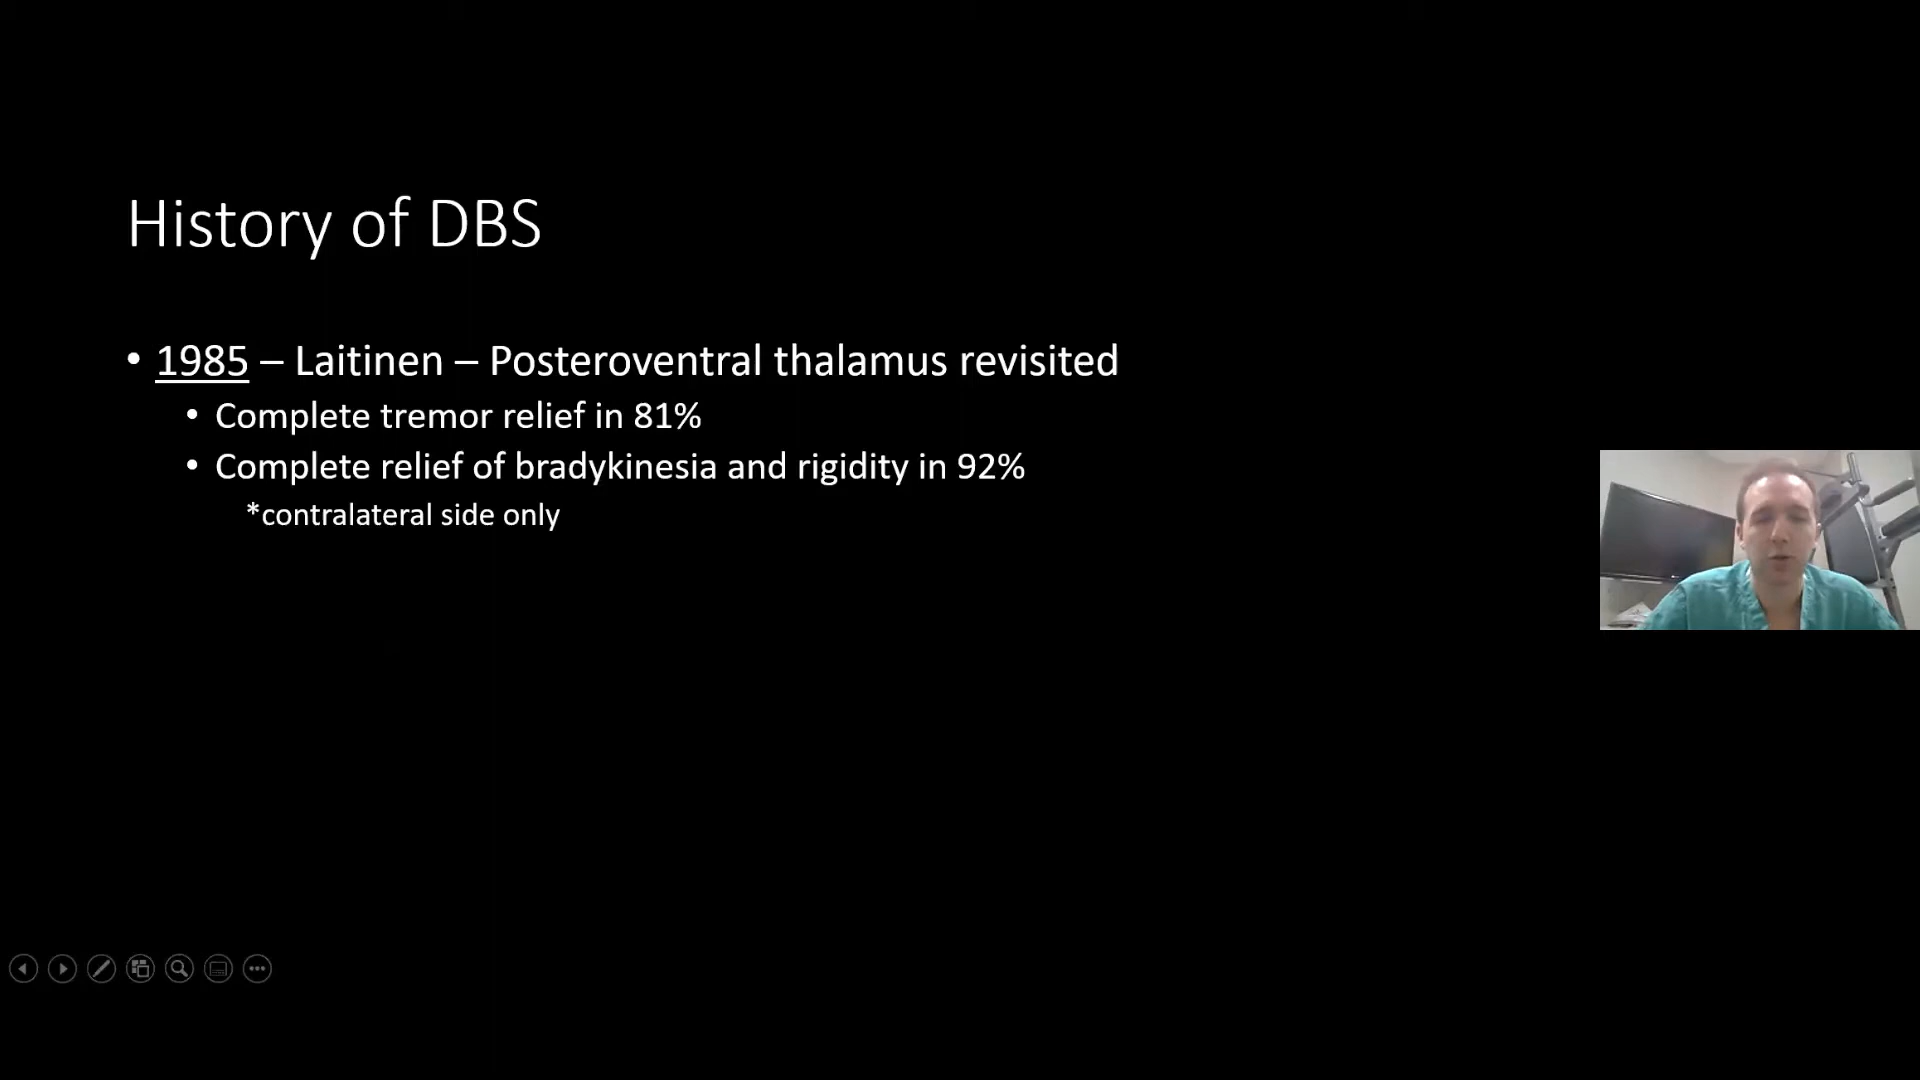 History of DBS
• 1985 – Laitinen – Posteroventral thalamus revisited
• Complete tremor relief in 81%
• Complete relief of bradykinesia and rigidity in 92%
*contralateral side only